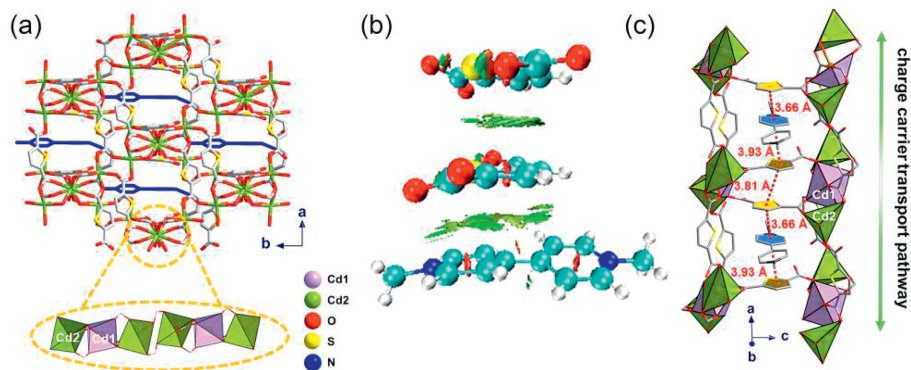 (a)
a
b
Cd2
Cd1
Cd1
Cd2
O
S
N
(b)
(c)
3.66 Å
3.93 Å
3.81 Å
Cd1
Cd2
3.66 Å
3.93 Å
a
c
b
charge carrier transport pathway